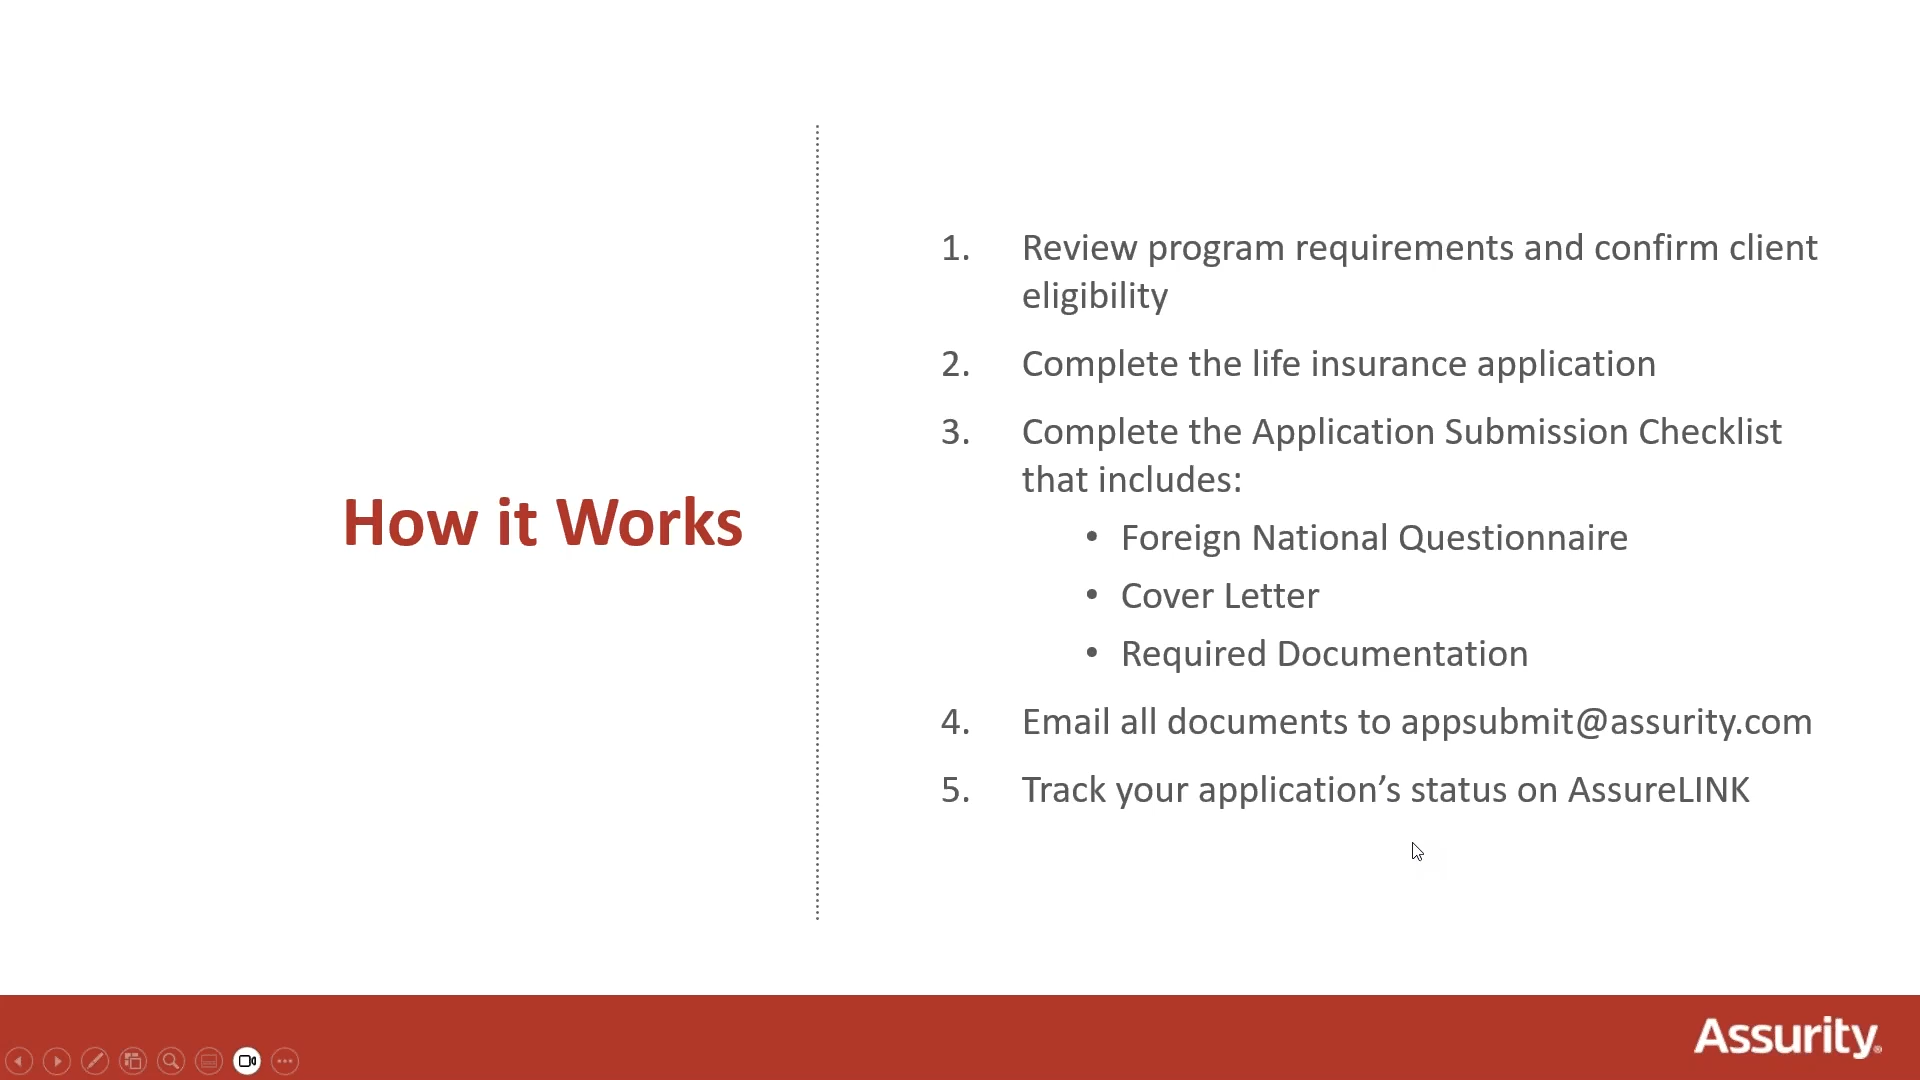 How it Works
1. Review program requirements and confirm client
eligibility
2. Complete the life insurance application
3. Complete the Application Submission Checklist
that includes:
• Foreign National Questionnaire
• Cover Letter
• Required Documentation
4. Email all documents to appsubmit@assurity.com
5. Track your application’s status on AssureLINK
Assurity®